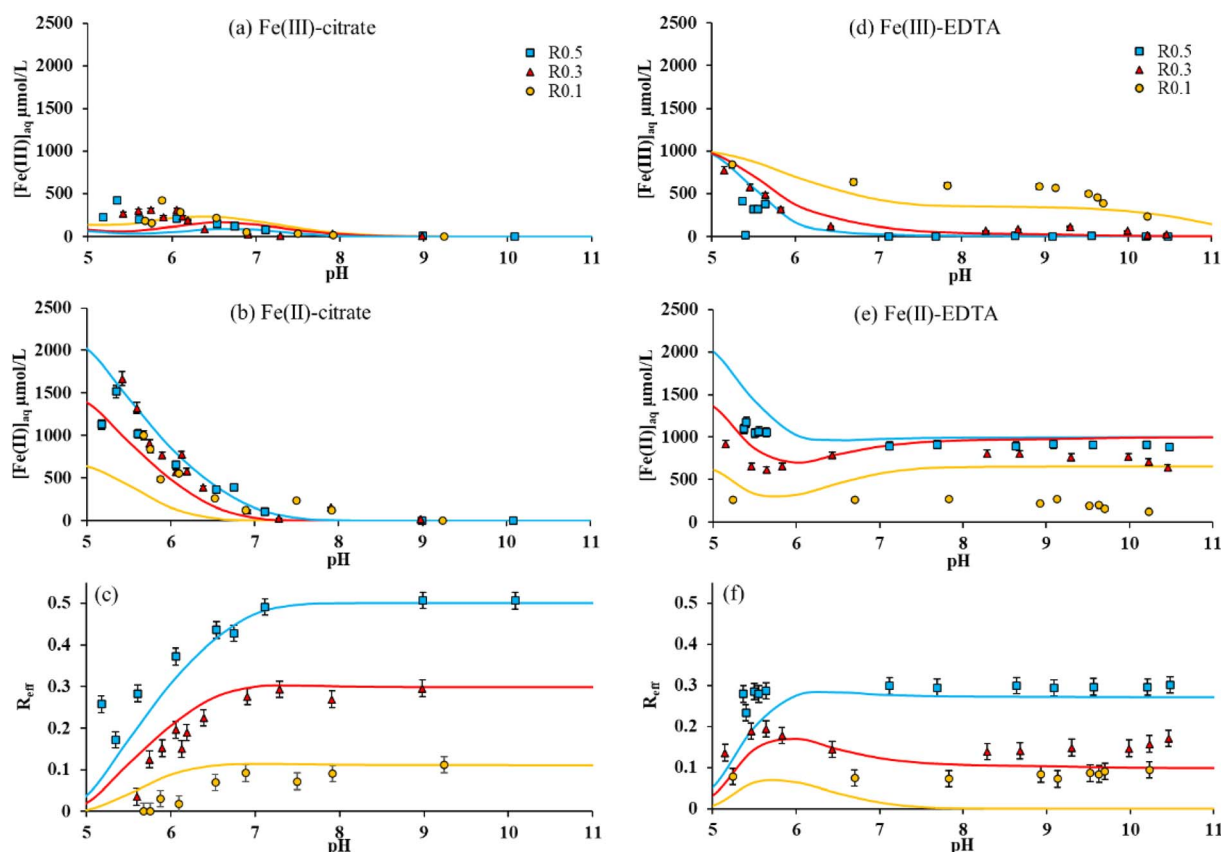 (a) Fe(III)-citrate
[Fe(III)]aq μmol/L
2500
2000
1500
1000
500
0
R0.5
R0.3
R0.1
5 6 7 8 9 10 11
pH
(d) Fe(III)-EDTA
[Fe(III)]aq μmol/L
2500
2000
1500
1000
500
0
R0.5
R0.3
R0.1
5 6 7 8 9 10 11
pH
(b) Fe(II)-citrate
[Fe(II)]aq μmol/L
2500
2000
1500
1000
500
0
5 6 7 8 9 10 11
pH
(e) Fe(II)-EDTA
[Fe(II)]aq μmol/L
2500
2000
1500
1000
500
0
5 6 7 8 9 10 11
pH
(c)
Reff
0.5
0.4
0.3
0.2
0.1
0
5 6 7 8 9 10 11
pH
(f)
Reff
0.5
0.4
0.3
0.2
0.1
0
5 6 7 8 9 10 11
pH